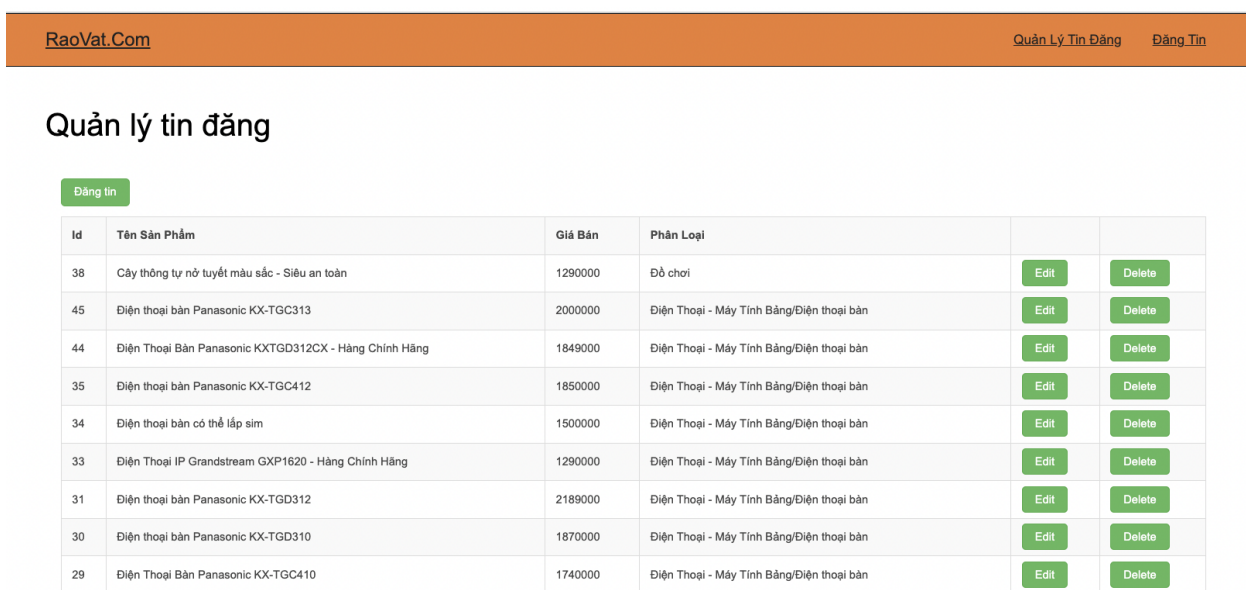 RaoVat.Com Quản Lý Tin Đăng Đăng Tin
Quản lý tin đăng
Đăng tin
Id Tên Sản Phẩm Giá Bán Phân Loại
38 Cây thông tự nở tuyết màu sắc - Siêu an toàn 1290000 Đồ chơi Edit Delete
45 Điện thoại bàn Panasonic KX-TGC313 2000000 Điện Thoại - Máy Tính Bảng/Điện thoại bàn Edit Delete
44 Điện Thoại Bàn Panasonic KXTGD312CX - Hàng Chính Hãng 1849000 Điện Thoại - Máy Tính Bảng/Điện thoại bàn Edit Delete
35 Điện thoại bàn Panasonic KX-TGC412 1850000 Điện Thoại - Máy Tính Bảng/Điện thoại bàn Edit Delete
34 Điện thoại bàn có thể lắp sim 1500000 Điện Thoại - Máy Tính Bảng/Điện thoại bàn Edit Delete
33 Điện Thoại IP Grandstream GXP1620 - Hàng Chính Hãng 1290000 Điện Thoại - Máy Tính Bảng/Điện thoại bàn Edit Delete
31 Điện thoại bàn Panasonic KX-TGD312 2189000 Điện Thoại - Máy Tính Bảng/Điện thoại bàn Edit Delete
30 Điện thoại bàn Panasonic KX-TGD310 1870000 Điện Thoại - Máy Tính Bảng/Điện thoại bàn Edit Delete
29 Điện Thoại Bàn Panasonic KX-TGC410 1740000 Điện Thoại - Máy Tính Bảng/Điện thoại bàn Edit Delete